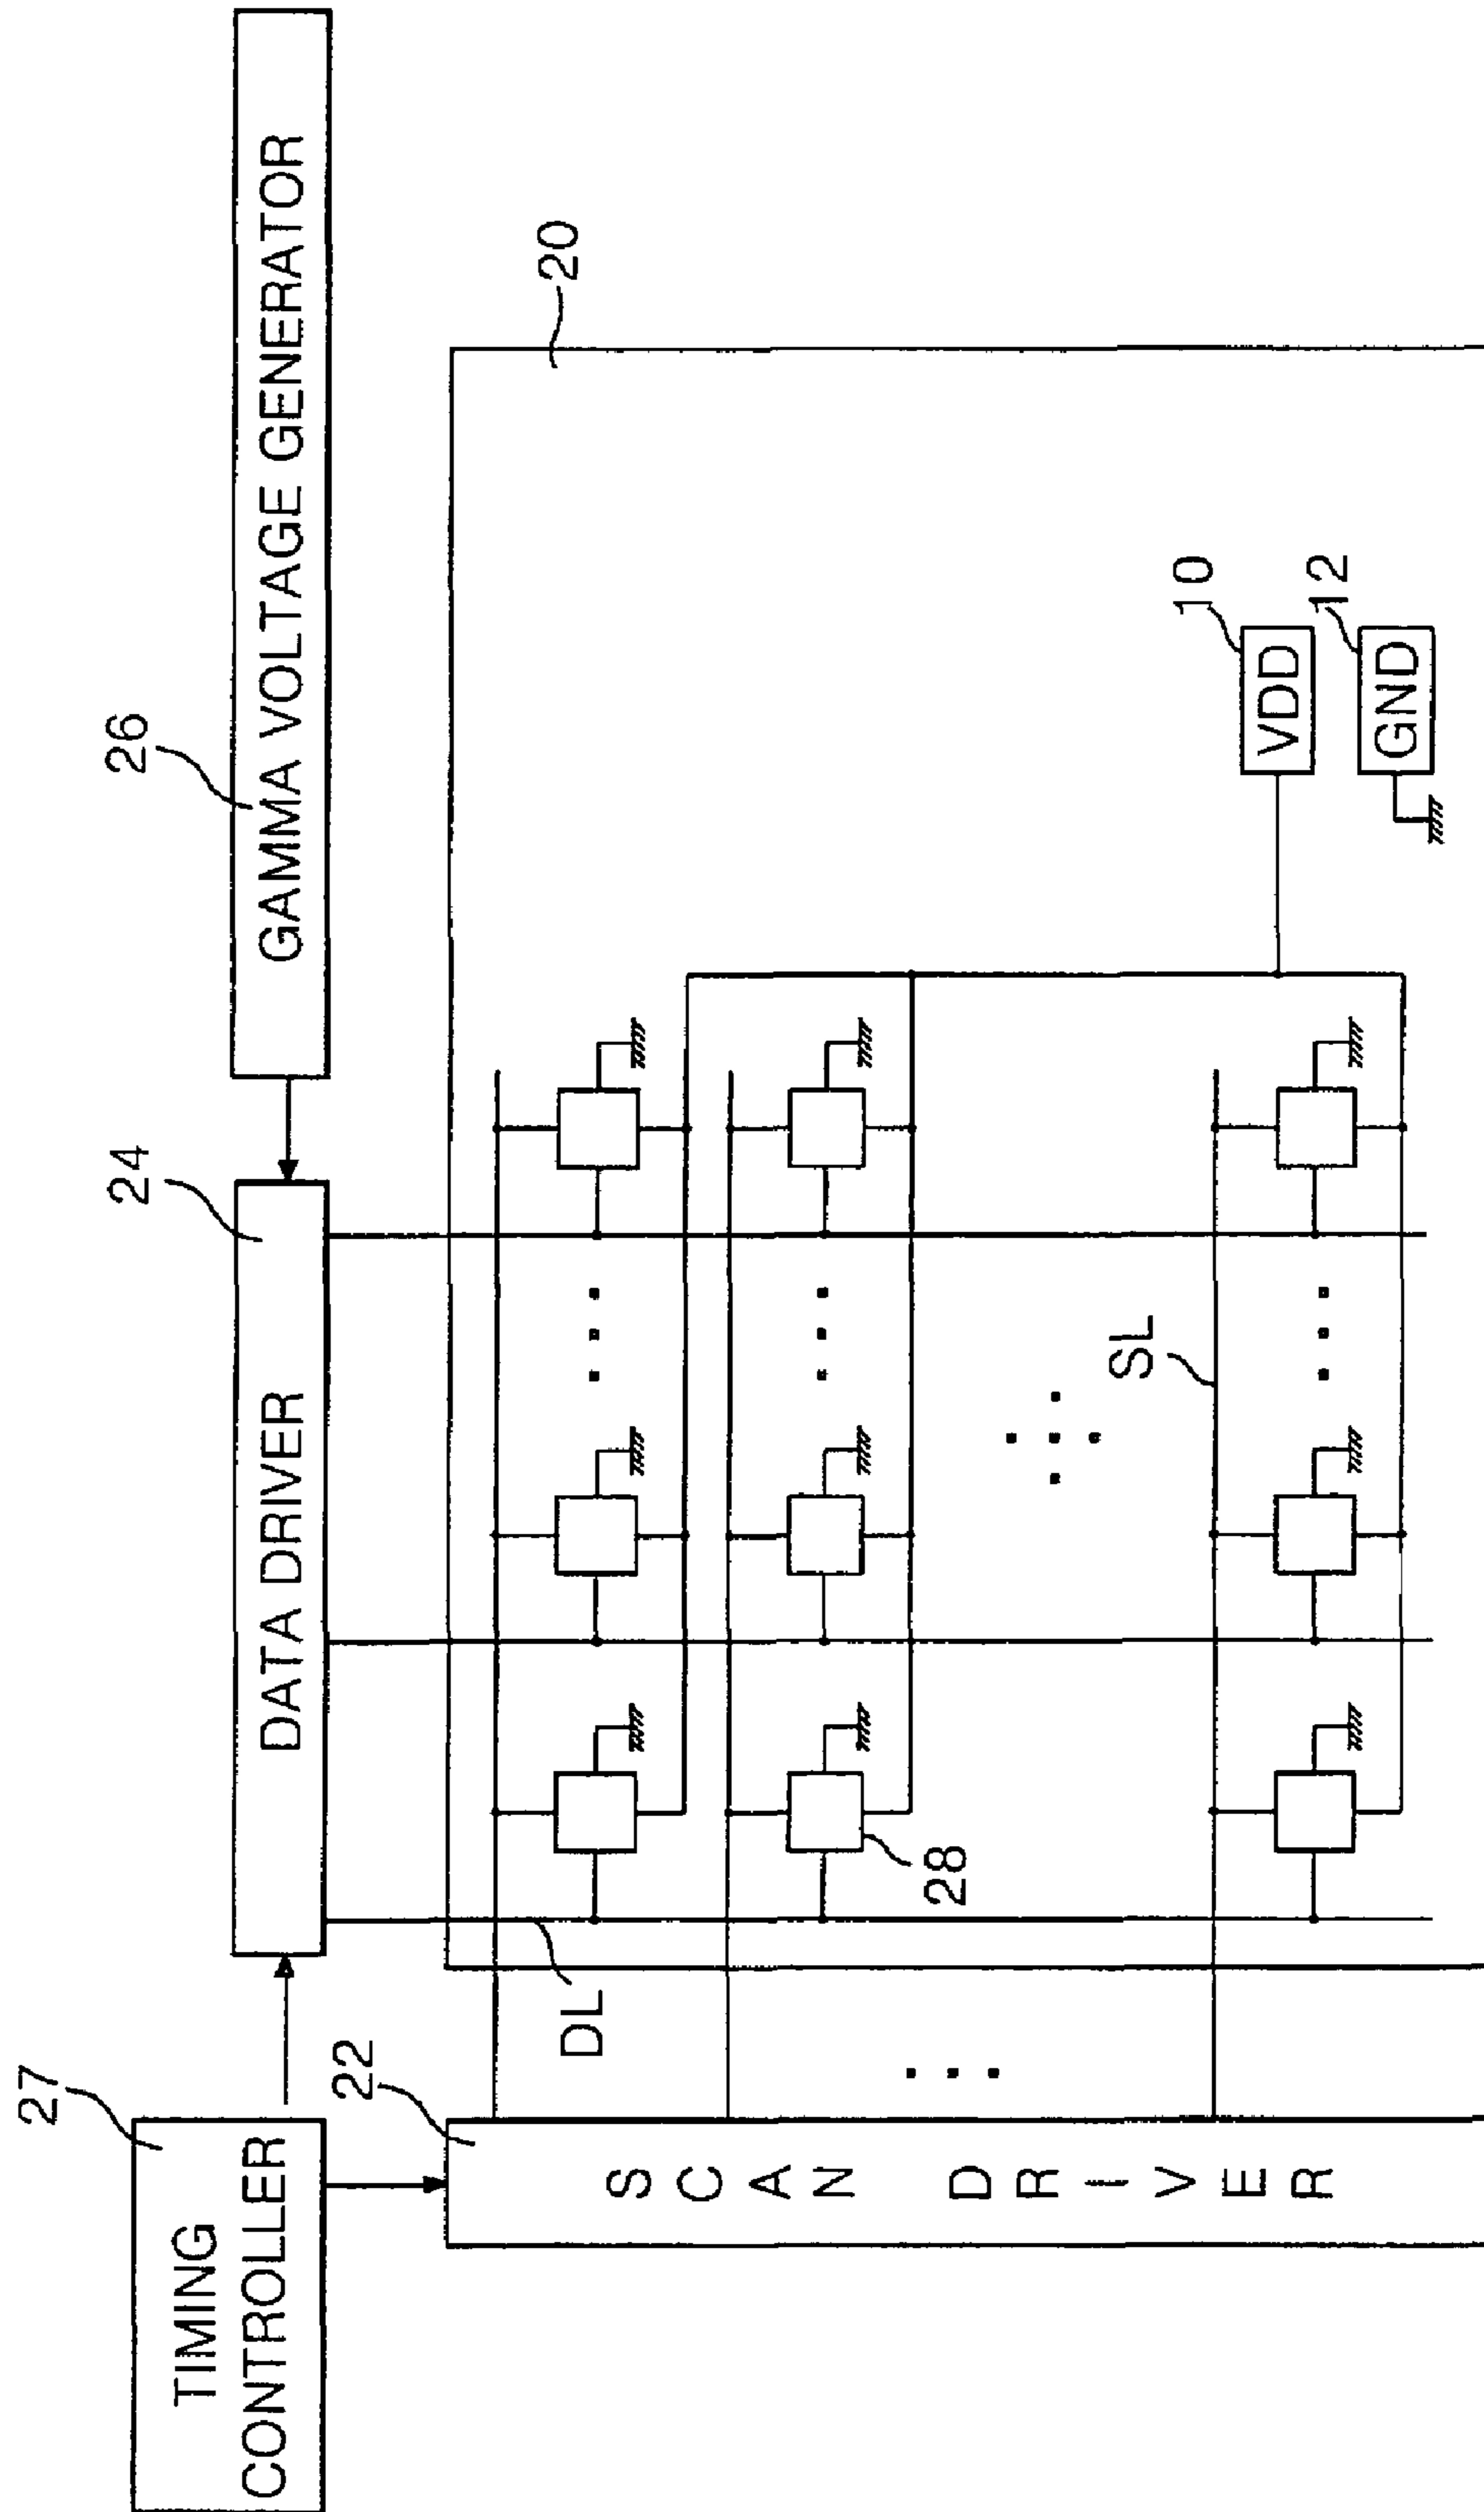 27
TIMING
CONTROLLER
24
DATA DRIVER
26
GAMMA VOLTAGE GENERATOR
22
SCAN DRIVER
DL
20
28
SL
10
VDD
12
GND